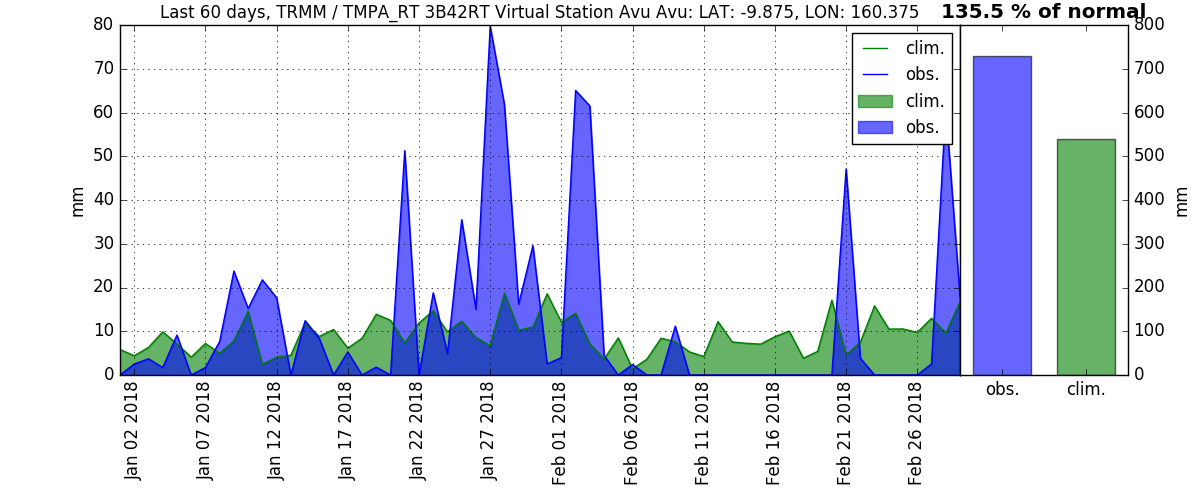 Last 60 days, TRMM / TMPA_RT 3B42RT Virtual Station Avu Avu: LAT: -9.875, LON: 160.375
135.5 % of normal
mm
80
70
60
50
40
30
20
10
0
clim.
obs.
clim.
obs.
800
700
600
500
400
300
200
100
0
mm
Jan 02 2018
Jan 07 2018
Jan 12 2018
Jan 17 2018
Jan 22 2018
Jan 27 2018
Feb 01 2018
Feb 06 2018
Feb 11 2018
Feb 16 2018
Feb 21 2018
Feb 26 2018
obs.
clim.